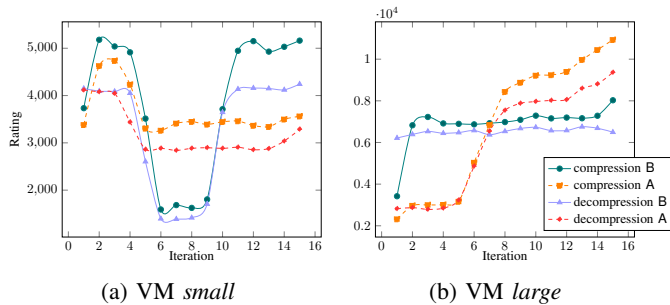 ·10⁴
5,000
4,000
3,000
2,000
Rating
0 2 4 6 8 10 12 14 16
Iteration
(a) VM small
1
0.8
0.6
0.4
0.2
0 2 4 6 8 10 12 14 16
Iteration
compression B
compression A
decompression B
decompression A
(b) VM large